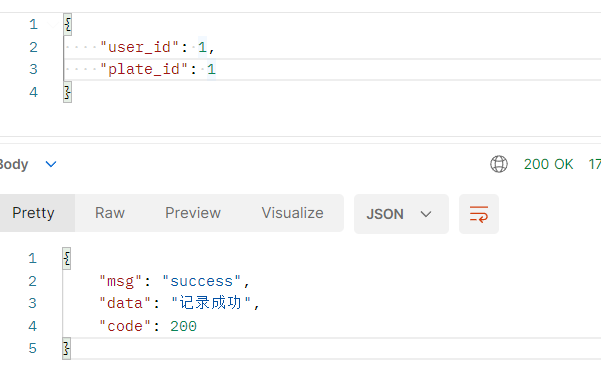 1 {
2 "user_id": 1,
3 "plate_id": 1
4 }
Body
200 OK 17
Pretty Raw Preview Visualize JSON
1 {
2 "msg": "success",
3 "data": "记录成功",
4 "code": 200
5 }